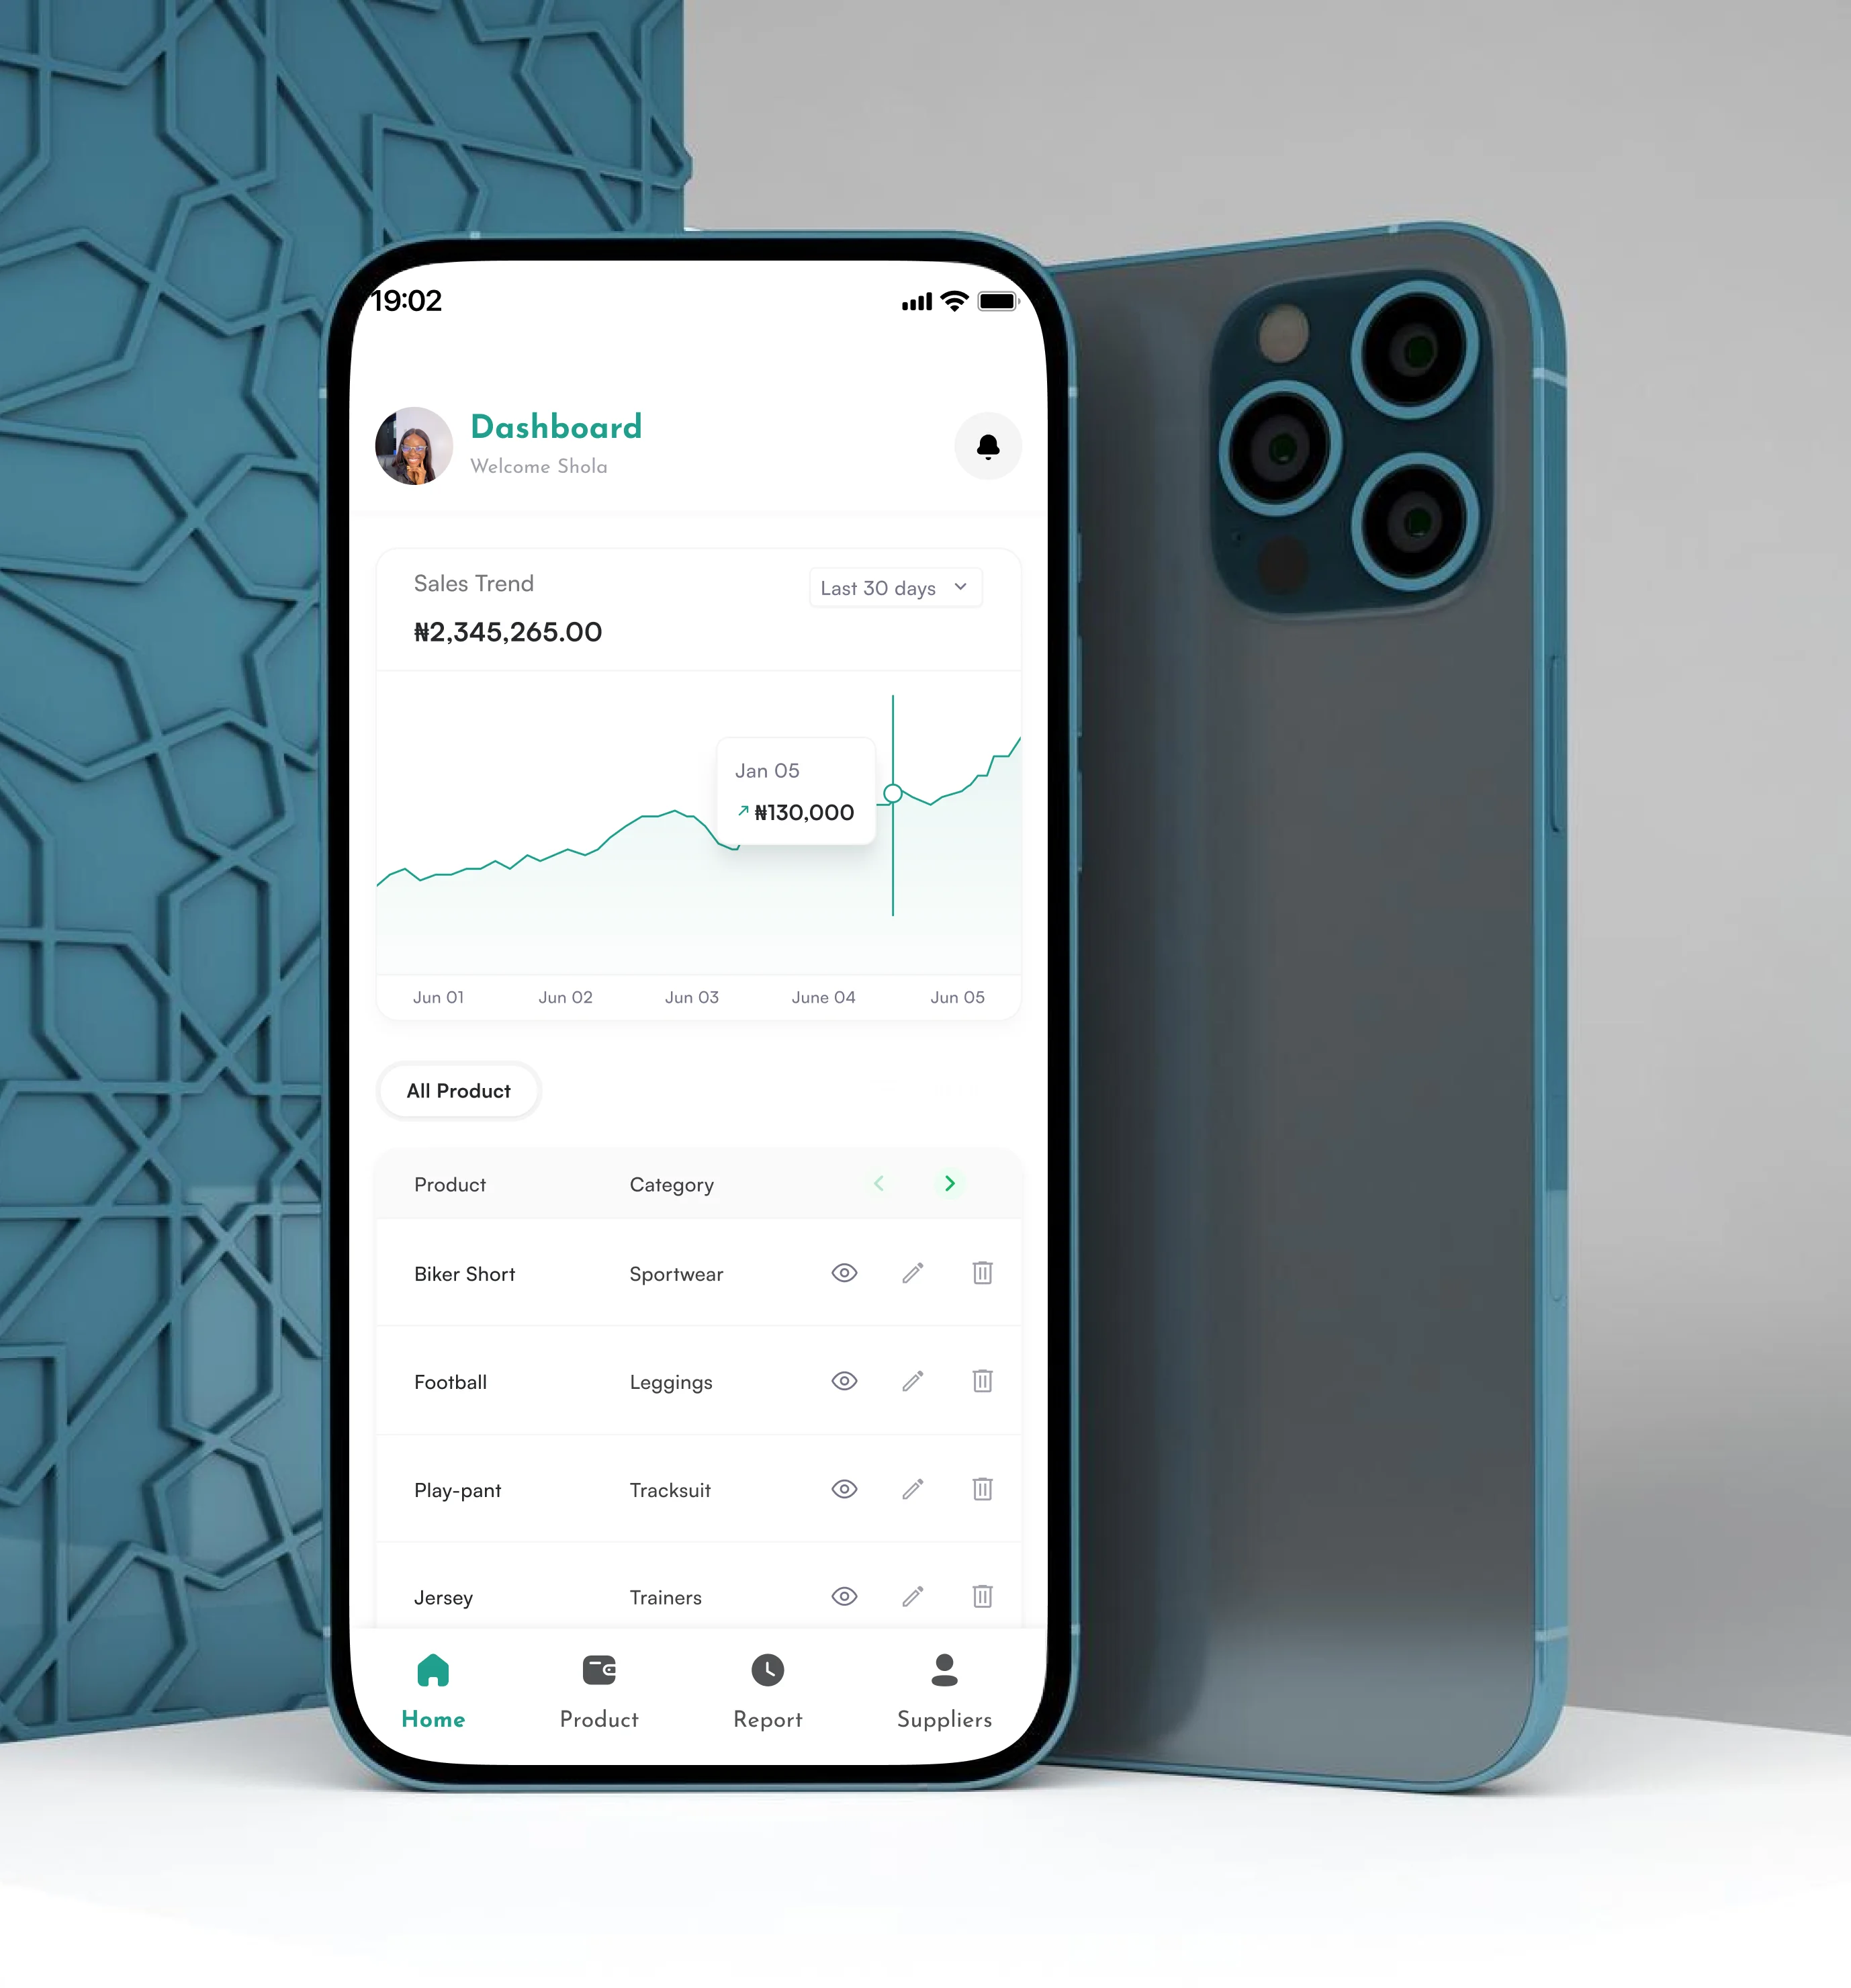 19:02
Dashboard
Welcome Shola
Sales Trend
Last 30 days
₦2,345,265.00
Jan 05
₦130,000
Jun 01 Jun 02 Jun 03 June 04 Jun 05
All Product
Product Category
Biker Short Sportwear
Football Leggings
Play-pant Tracksuit
Jersey Trainers
Home Product Report Suppliers